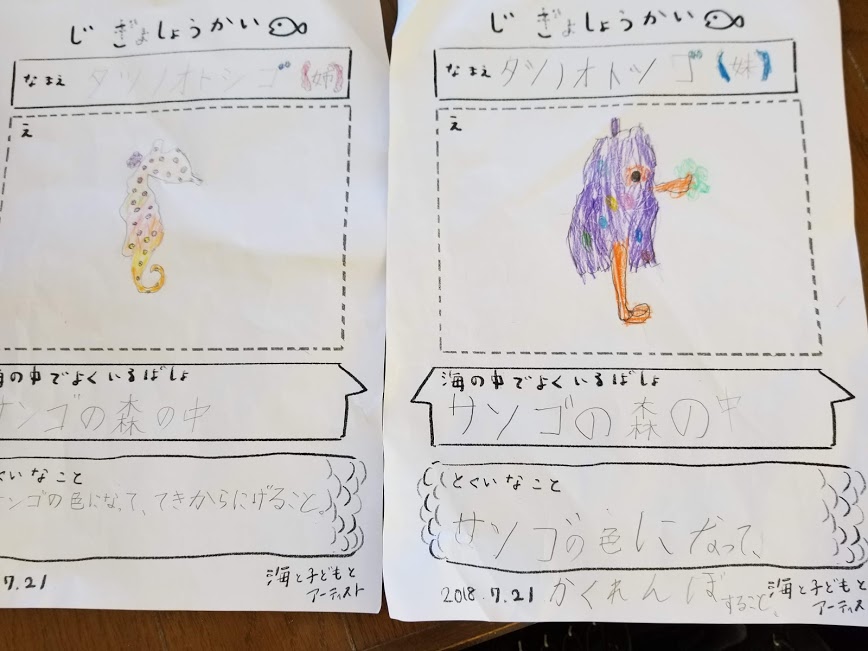 じぎょしょうかい
なまえ タツノオトシゴ(姉)
え
海の中でよくいるばしょ
サンゴの森の中
くいなこと
サンゴの色になって、てきからにげること。
7.21
海と子どもと
アーティスト
じぎょしょうかい
なまえ タツノオトツゴ(妹)
え
海の中でよくいるばしょ
サンゴの森の中
とくいなこと
サンゴの色になって、
かくれんぼすること、
2018.7.21
海と子どもと
アーティスト